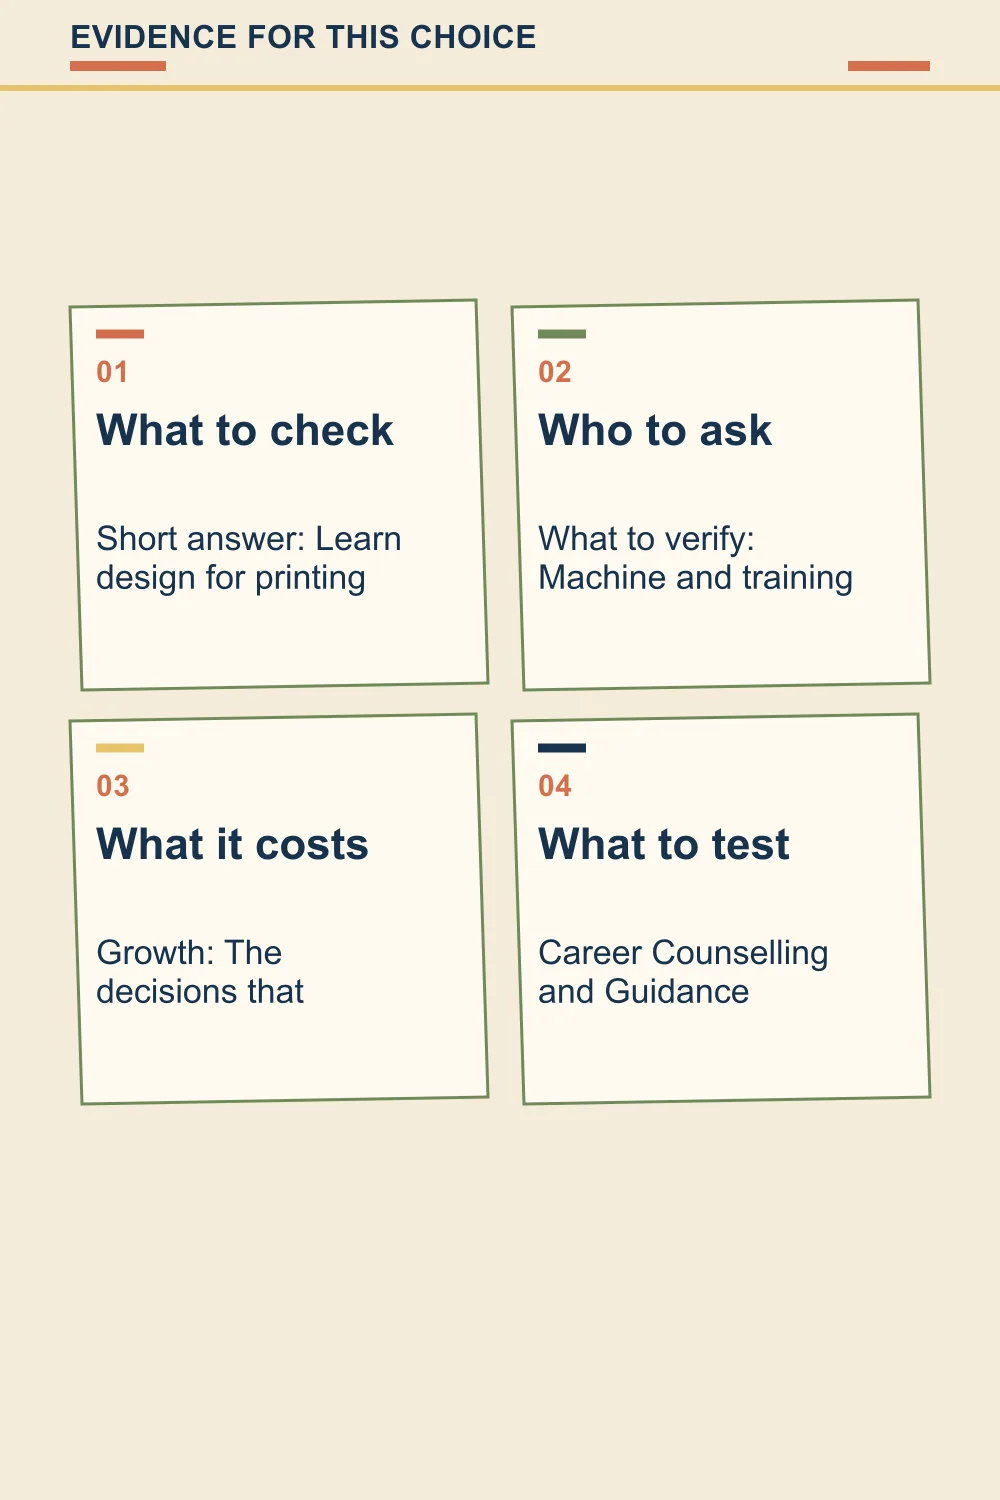 EVIDENCE FOR THIS CHOICE
01
What to check
Short answer: Learn
design for printing
02
Who to ask
What to verify:
Machine and training
03
What it costs
Growth: The
decisions that
04
What to test
Career Counselling
and Guidance